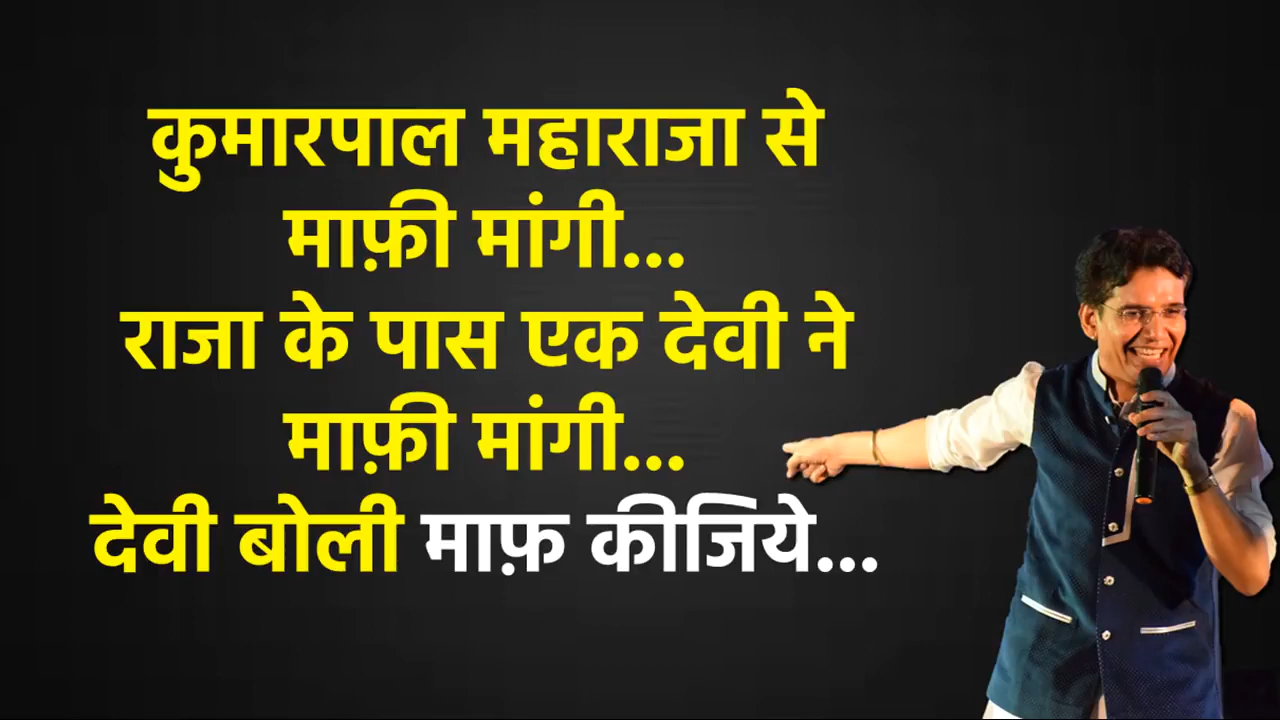 कुमारपाल महाराजा से
माफ़ी मांगी...
राजा के पास एक देवी ने
माफ़ी मांगी...
देवी बोली माफ़ कीजिये...